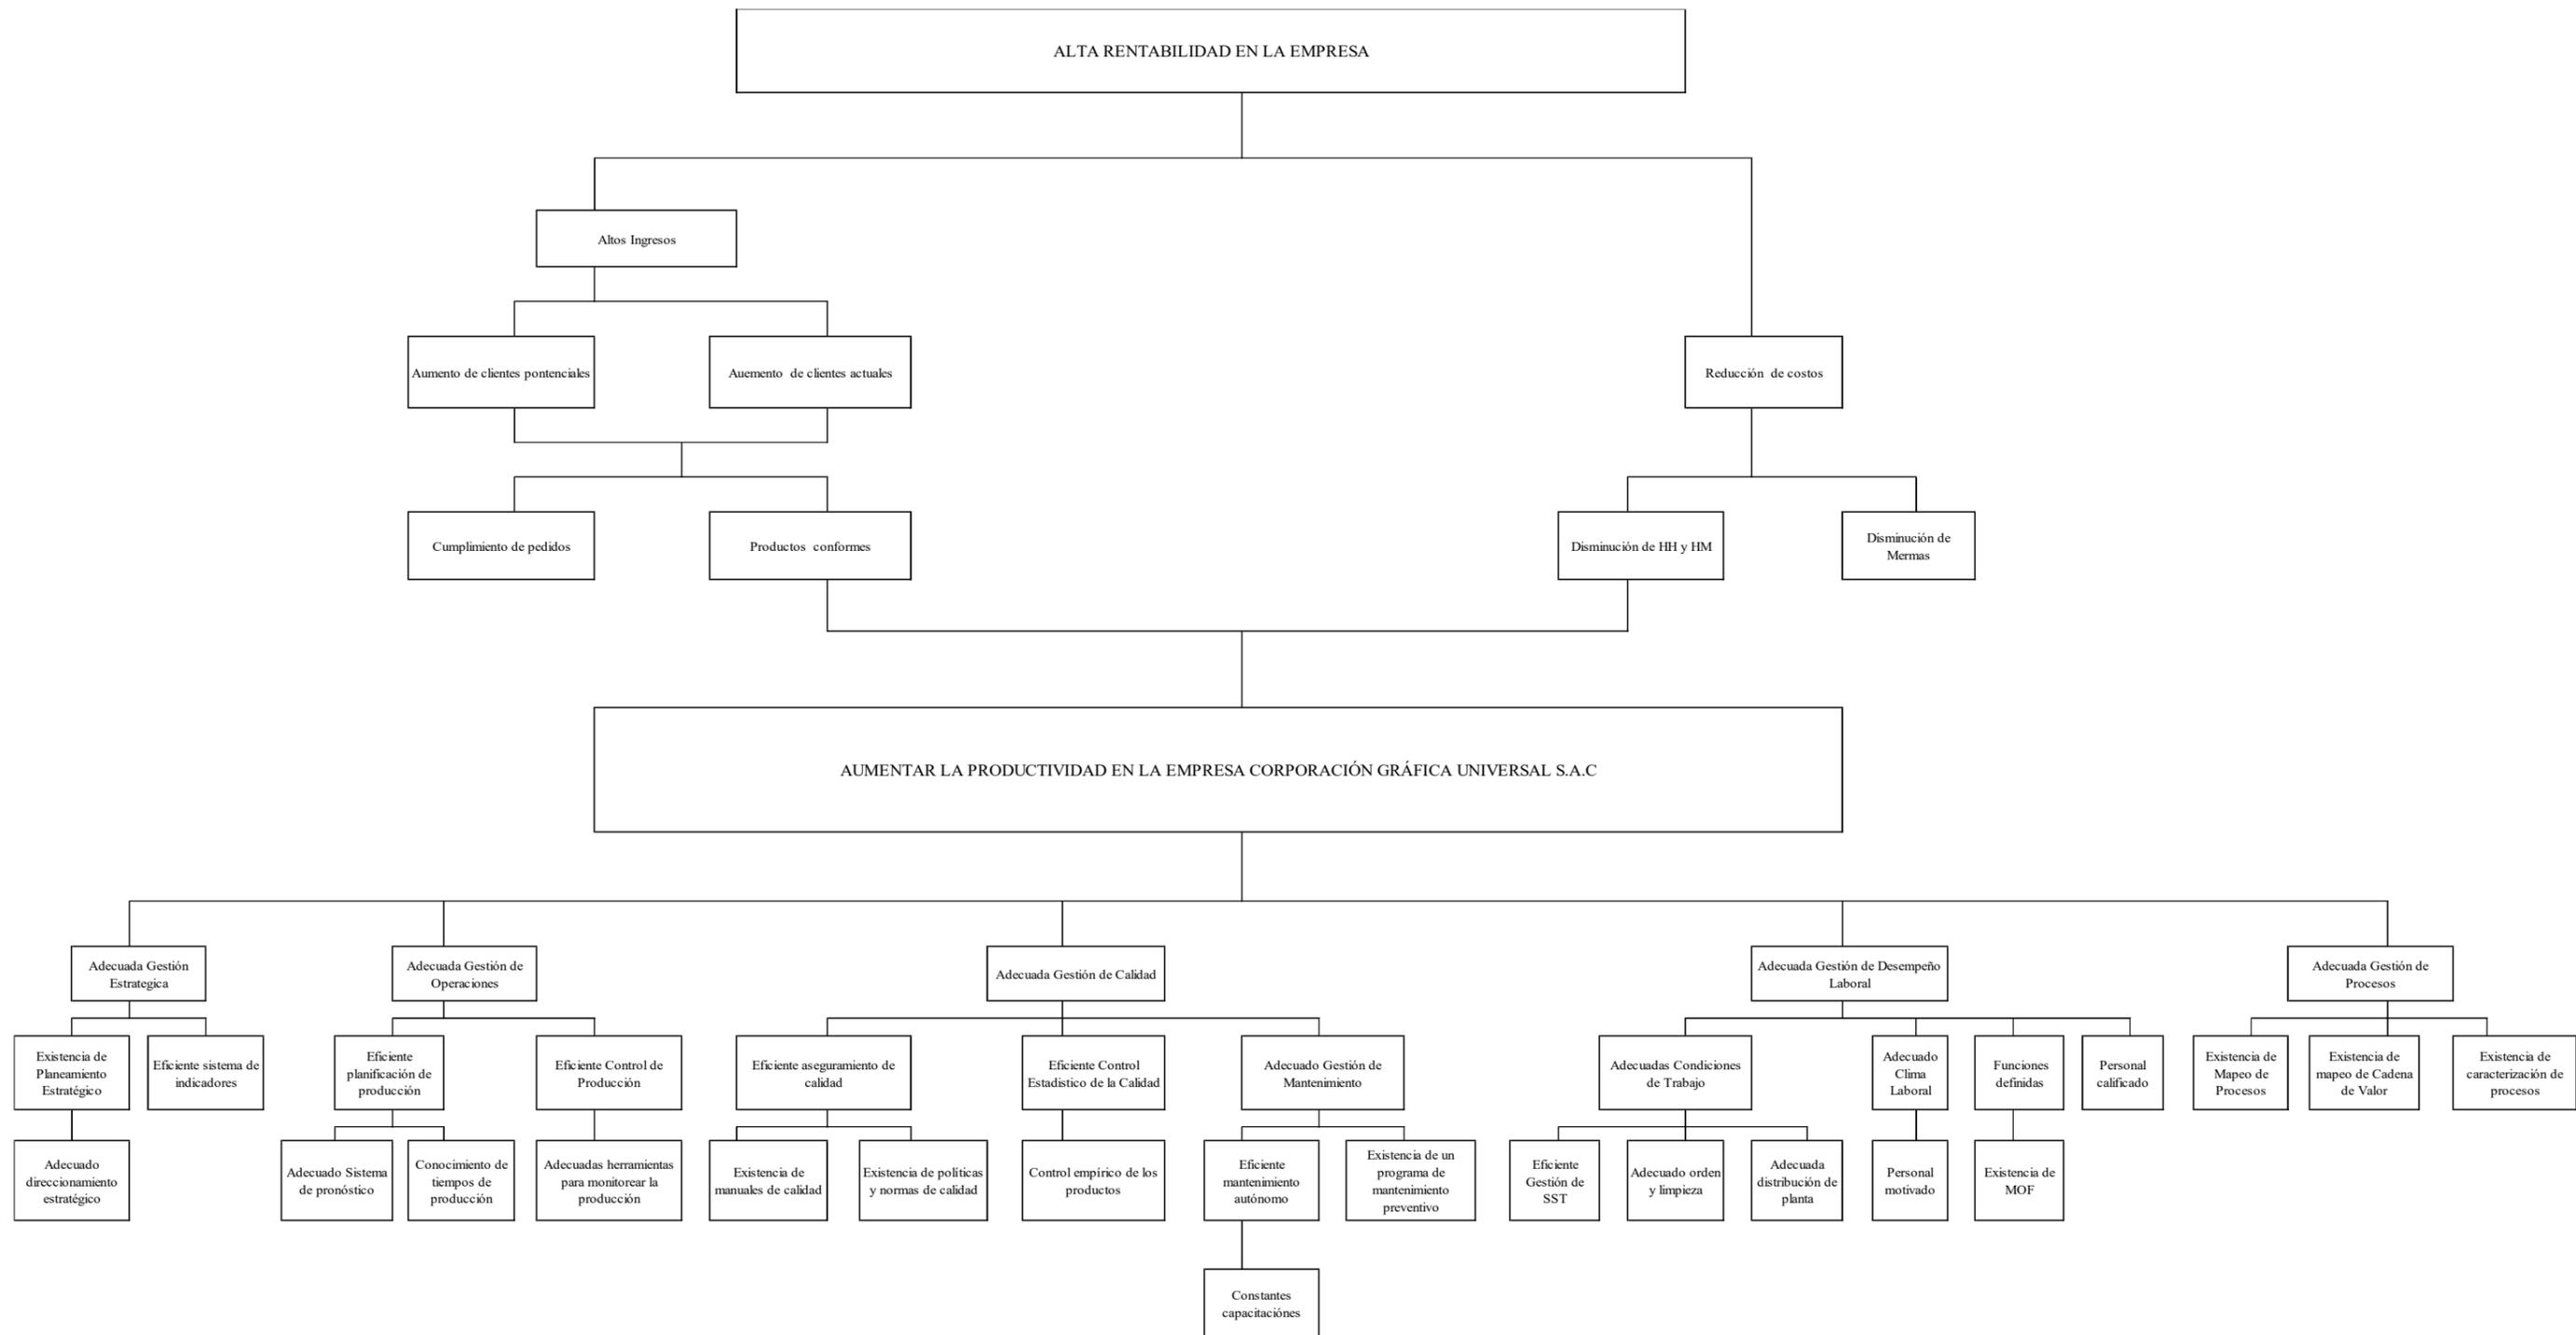 ALTA RENTABILIDAD EN LA EMPRESA
Altos Ingresos
Aumento de clientes pontenciales
Auemento de clientes actuales
Reducción de costos
Cumplimiento de pedidos
Productos conformes
Disminución de HH y HM
Disminución de
Mermas
AUMENTAR LA PRODUCTIVIDAD EN LA EMPRESA CORPORACIÓN GRÁFICA UNIVERSAL S.A.C
Adecuada Gestión
Estrategica
Adecuada Gestión de
Operaciones
Adecuada Gestión de Calidad
Adecuada Gestión de Desempeño
Laboral
Adecuada Gestión de
Procesos
Existencia de
Planeamiento
Estratégico
Eficiente sistema de
indicadores
Eficiente
planificación de
producción
Eficiente Control de
Producción
Eficiente aseguramiento de
calidad
Eficiente Control
Estadistico de la Calidad
Adecuado Gestión de
Mantenimiento
Adecuadas Condiciones
de Trabajo
Adecuado
Clima
Laboral
Funciones
definidas
Personal
calificado
Existencia de
Mapeo de
Procesos
Existencia de
mapeo de Cadena
de Valor
Existencia de
caracterización de
procesos
Adecuado
direccionamiento
estratégico
Adecuado Sistema
de pronóstico
Conocimiento de
tiempos de
producción
Adecuadas herramientas
para monitorear la
producción
Existencia de
manuales de calidad
Existencia de políticas
y normas de calidad
Control empírico de los
productos
Eficiente
mantenimiento
autónomo
Existencia de un
programa de
mantenimiento
preventivo
Eficiente
Gestión de
SST
Adecuado orden
y limpieza
Adecuada
distribución de
planta
Personal
motivado
Existencia de
MOF
Constantes
capacitaciónes